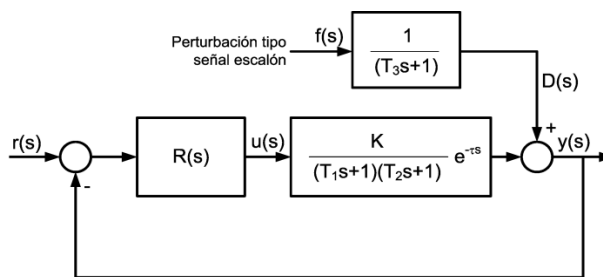 Perturbación tipo
señal escalón
f(s)
1
(T₃s+1)
D(s)
r(s)
-
R(s)
u(s)
K
(T₁s+1)(T₂s+1)
e⁻τˢ
+
y(s)